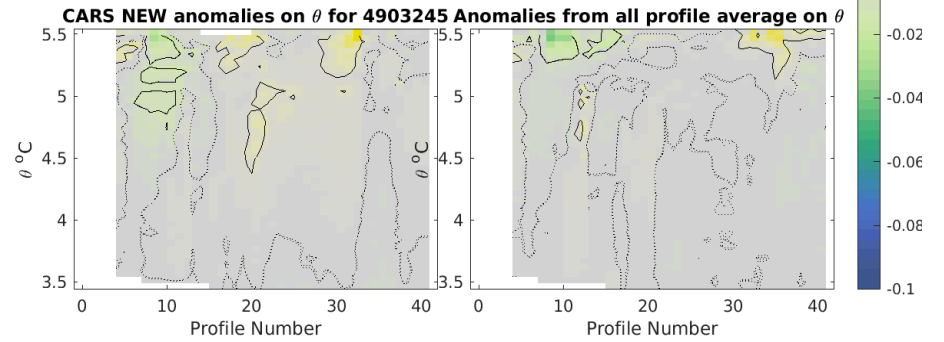 CARS NEW anomalies on θ for 4903245 Anomalies from all profile average on θ
5.5
5
4.5
4
3.5
θ °C
0 10 20 30 40
Profile Number
5.5
5
4.5
4
3.5
θ °C
0 10 20 30 40
Profile Number
-0.02
-0.04
-0.06
-0.08
-0.1